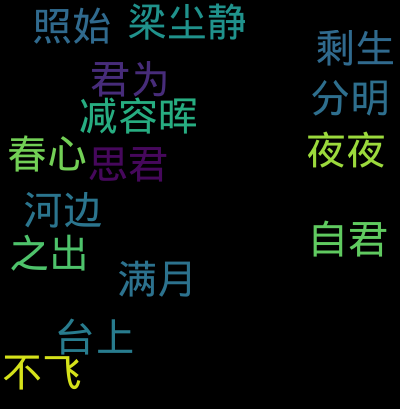 照始
梁尘静
剩生
君为
分明
减容晖
夜夜
春心
思君
河边
自君
之出
满月
台上
不飞